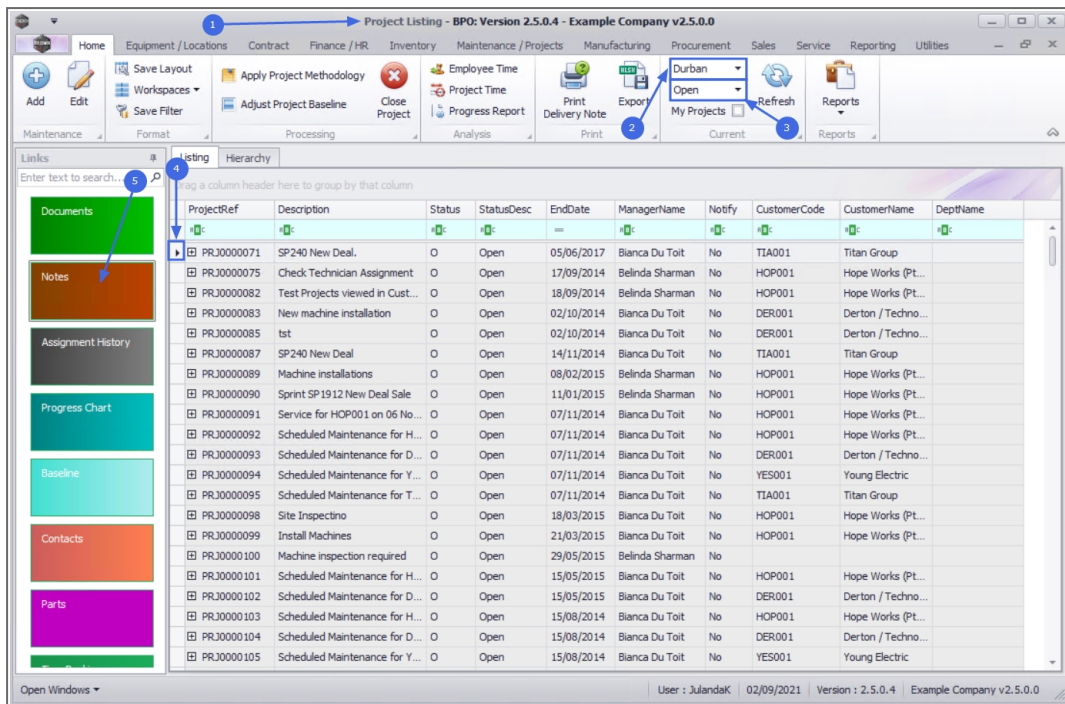 1
Project Listing - BPO: Version 2.5.0.4 - Example Company v2.5.0.0
Home Equipment / Locations Contract Finance / HR Inventory Maintenance / Projects Manufacturing Procurement Sales Service Reporting Utilities
Add
Edit
Save Layout
Workspaces
Save Filter
Apply Project Methodology
Adjust Project Baseline
Close Project
Employee Time
Project Time
Progress Report
Print Delivery Note
Export
Durban
Open
My Projects
Refresh
Reports
2
3
Maintenance Format Processing Analysis Print Current Reports
Links
Enter text to search...
4
5
Listing Hierarchy
Drag a column header here to group by that column
Documents
Notes
Assignment History
Progress Chart
Baseline
Contacts
Parts
ProjectRef Description Status StatusDesc EndDate ManagerName Notify CustomerCode CustomerName DeptName
PRJ0000071 SP240 New Deal. O Open 05/06/2017 Bianca Du Toit No TIA001 Titan Group
PRJ0000075 Check Technician Assignment O Open 17/09/2014 Belinda Sharman No HOP001 Hope Works (Pt...
PRJ0000082 Test Projects viewed in Cust... O Open 18/09/2014 Belinda Sharman No HOP001 Hope Works (Pt...
PRJ0000083 New machine installation O Open 02/10/2014 Bianca Du Toit No DER001 Derton / Techno...
PRJ0000085 tst O Open 02/10/2014 Bianca Du Toit No DER001 Derton / Techno...
PRJ0000087 SP240 New Deal O Open 14/11/2014 Bianca Du Toit No TIA001 Titan Group
PRJ0000089 Machine installations O Open 08/02/2015 Belinda Sharman No HOP001 Hope Works (Pt...
PRJ0000090 Sprint SP1912 New Deal Sale O Open 11/01/2015 Belinda Sharman No HOP001 Hope Works (Pt...
PRJ0000091 Service for HOP001 on 06 No... O Open 07/11/2014 Bianca Du Toit No HOP001 Hope Works (Pt...
PRJ0000092 Scheduled Maintenance for H... O Open 07/11/2014 Bianca Du Toit No HOP001 Hope Works (Pt...
PRJ0000093 Scheduled Maintenance for D... O Open 07/11/2014 Bianca Du Toit No DER001 Derton / Techno...
PRJ0000094 Scheduled Maintenance for Y... O Open 07/11/2014 Bianca Du Toit No YES001 Young Electric
PRJ0000095 Scheduled Maintenance for T... O Open 07/11/2014 Bianca Du Toit No TIA001 Titan Group
PRJ0000098 Site Inspectino O Open 18/03/2015 Bianca Du Toit No HOP001 Hope Works (Pt...
PRJ0000099 Install Machines O Open 21/03/2015 Bianca Du Toit No HOP001 Hope Works (Pt...
PRJ0000100 Machine inspection required O Open 29/05/2015 Belinda Sharman No
PRJ0000101 Scheduled Maintenance for H... O Open 15/05/2015 Bianca Du Toit No HOP001 Hope Works (Pt...
PRJ0000102 Scheduled Maintenance for D... O Open 15/05/2015 Bianca Du Toit No DER001 Derton / Techno...
PRJ0000103 Scheduled Maintenance for H... O Open 15/08/2014 Bianca Du Toit No HOP001 Hope Works (Pt...
PRJ0000104 Scheduled Maintenance for D... O Open 15/08/2014 Bianca Du Toit No DER001 Derton / Techno...
PRJ0000105 Scheduled Maintenance for Y... O Open 15/08/2014 Bianca Du Toit No YES001 Young Electric
Open Windows
User : JulandaK 02/09/2021 Version : 2.5.0.4 Example Company v2.5.0.0